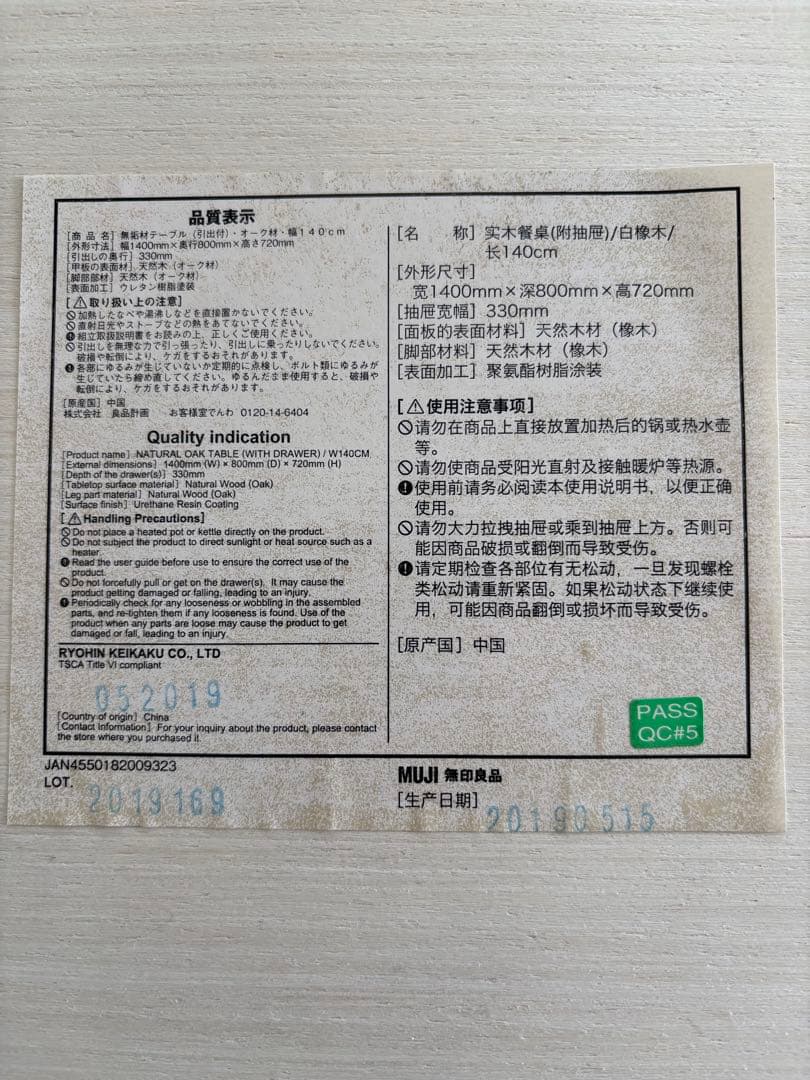 品質表示
[商 品 名] 無垢材テーブル（引出付）・オーク材・幅１４０ｃｍ
[外形寸法] 幅1400mm×奥行800mm×高さ720mm
[引出しの奥行] 330mm
[甲板の表面材] 天然木（オーク材）
[脚部部材] 天然木（オーク材）
[表面加工] ウレタン樹脂塗装
[⚠取り扱い上の注意]
加熱したなべや湯沸しなどを直接置かないでください。
直射日光やストーブなどの熱をあてないでください。
組立取扱説明書をお読みの上、正しくご使用ください。
引出しを無理な力で引っ張ったり、引出しに乗ったりしないでください。
破損や転倒により、ケガをするおそれがあります。
各部にゆるみが生じていないか定期的に点検し、ボルト類にゆるみが
生じていたら締め直してください。ゆるんだまま使用すると、破損や
転倒により、ケガをするおそれがあります。
[原産国] 中国
株式会社 良品計画 お客様室でんわ 0120-14-6404
Quality indication
[Product name] NATURAL OAK TABLE (WITH DRAWER) / W140CM
[External dimensions] 1400mm (W) × 800mm (D) × 720mm (H)
[Depth of the drawer(s)] 330mm
[Tabletop surface material] Natural Wood (Oak)
[Leg part material] Natural Wood (Oak)
[Surface finish] Urethane Resin Coating
[⚠Handling Precautions]
Do not place a heated pot or kettle directly on the product.
Do not subject the product to direct sunlight or heat source such as a
heater.
Read the user guide before use to ensure the correct use of the
product.
Do not forcefully pull or get on the drawer(s). It may cause the
product getting damaged or falling, leading to an injury.
Periodically check for any looseness or wobbling in the assembled
parts, and re-tighten them if any looseness is found. Use of the
product when any parts are loose may cause the product to get
damaged or fall, leading to an injury.
RYOHIN KEIKAKU CO., LTD
TSCA Title VI compliant
052019
[Country of origin] China
[Contact Information] For your inquiry about the product, please contact
the store where you purchased it.
JAN4550182009323
LOT.
2019169
[名 称] 实木餐桌(附抽屉)/白橡木/
长140cm
[外形尺寸]
宽1400mm×深800mm×高720mm
[抽屉宽幅] 330mm
[面板的表面材料] 天然木材（橡木）
[脚部材料] 天然木材（橡木）
[表面加工] 聚氨酯树脂涂装
[⚠使用注意事项]
请勿在商品上直接放置加热后的锅或热水壶
等。
请勿使商品受阳光直射及接触暖炉等热源。
使用前请务必阅读本使用说明书，以便正确
使用。
请勿大力拉拽抽屉或乘到抽屉上方。否则可
能因商品破损或翻倒而导致受伤。
请定期检查各部位有无松动，一旦发现螺栓
类松动请重新紧固。如果松动状态下继续使
用，可能因商品翻倒或损坏而导致受伤。
[原产国] 中国
PASS
QC#5
MUJI 無印良品
[生产日期]
20190515